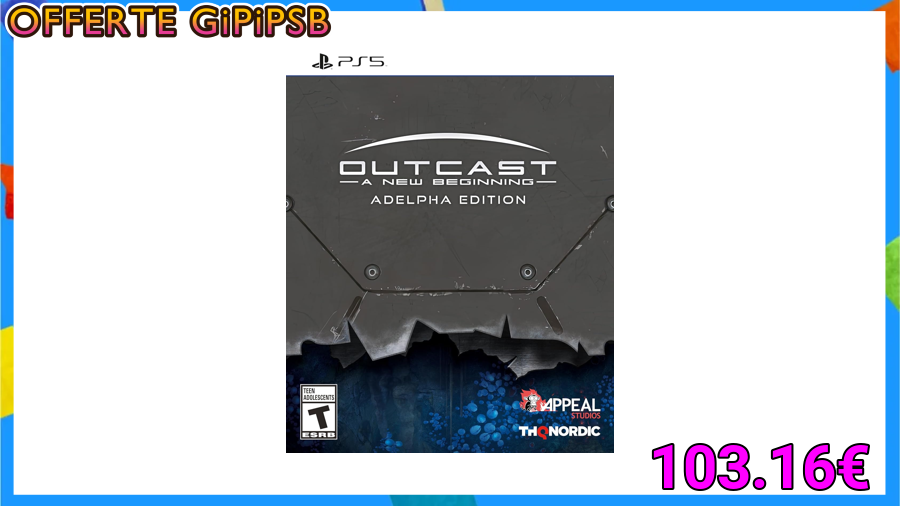 OFFERTE GiPiPSB
PS5
OUTCAST
A NEW BEGINNING
ADELPHA EDITION
TEEN
ADOLESCENTS
T
ESRB
APPEAL
STUDIOS
THQ NORDIC
103.16€